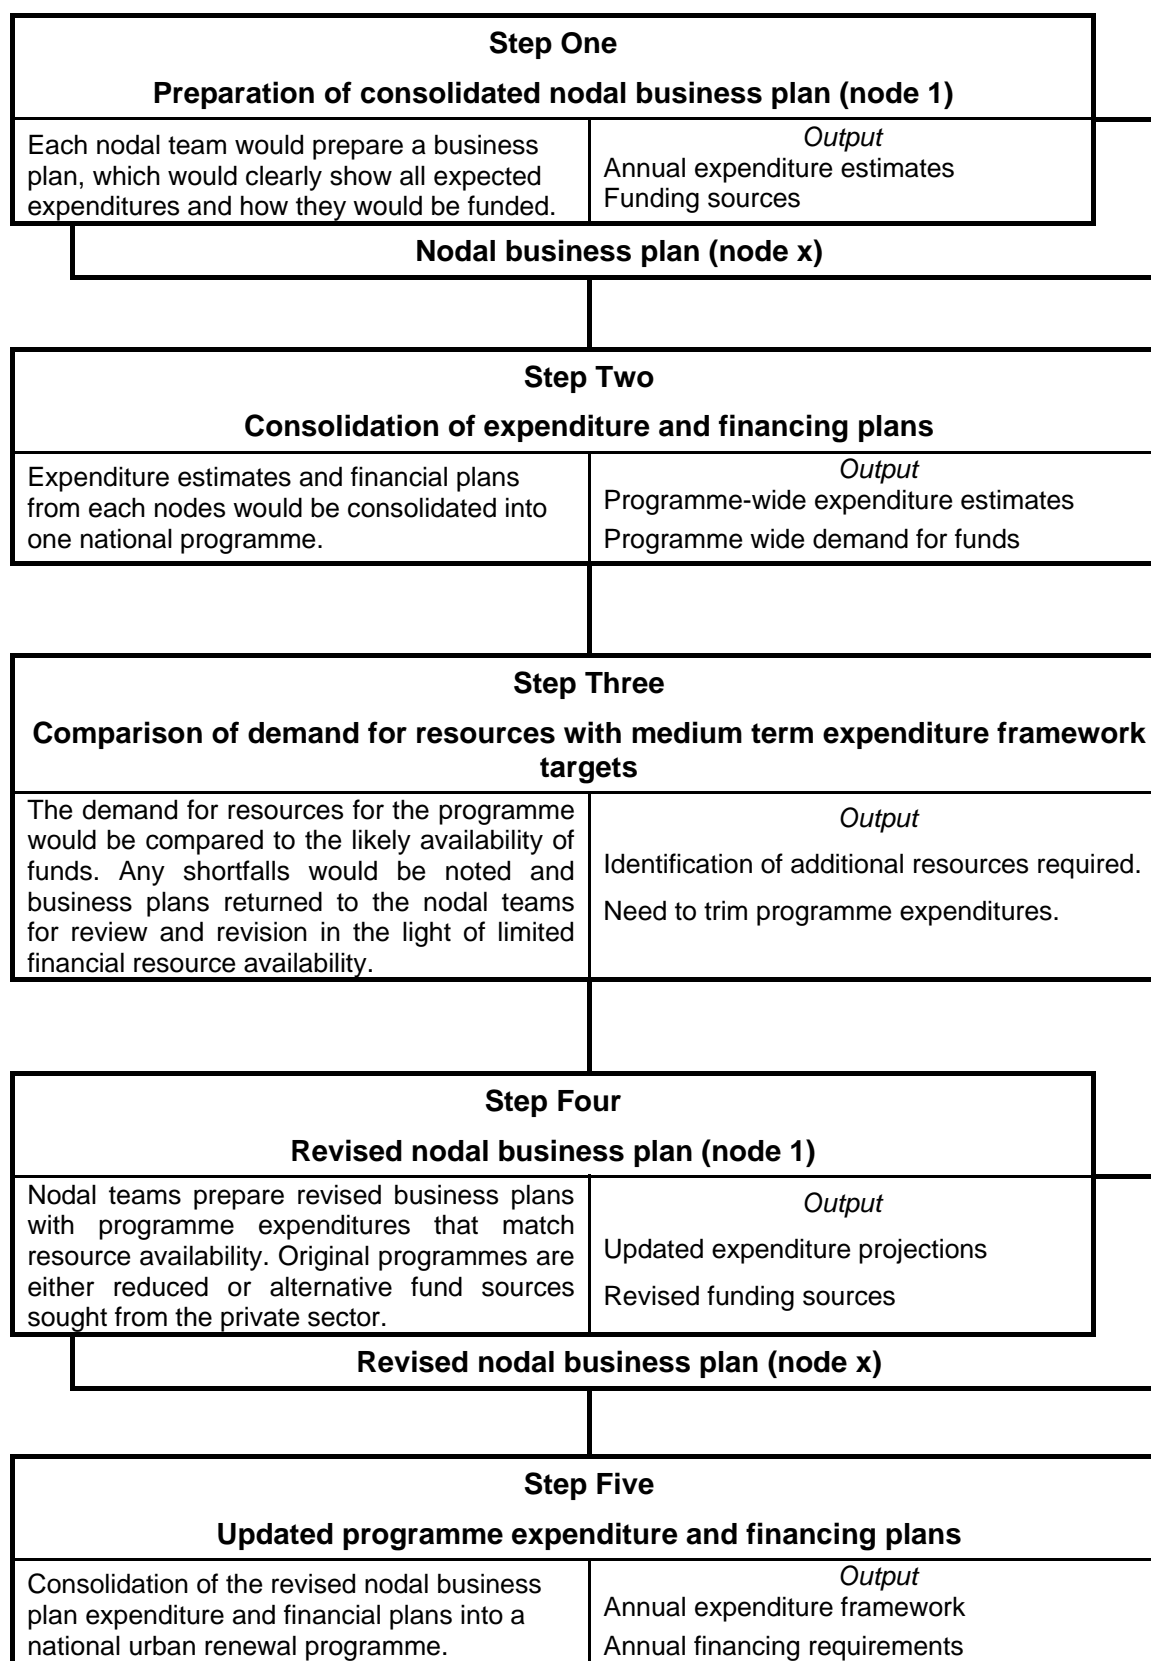 Step One
Preparation of consolidated nodal business plan (node 1)
Each nodal team would prepare a business
plan, which would clearly show all expected
expenditures and how they would be funded.
Output
Annual expenditure estimates
Funding sources
Nodal business plan (node x)
Step Two
Consolidation of expenditure and financing plans
Expenditure estimates and financial plans
from each nodes would be consolidated into
one national programme.
Output
Programme-wide expenditure estimates
Programme wide demand for funds
Step Three
Comparison of demand for resources with medium term expenditure framework
targets
The demand for resources for the programme
would be compared to the likely availability of
funds. Any shortfalls would be noted and
business plans returned to the nodal teams
for review and revision in the light of limited
financial resource availability.
Output
Identification of additional resources required.
Need to trim programme expenditures.
Step Four
Revised nodal business plan (node 1)
Nodal teams prepare revised business plans
with programme expenditures that match
resource availability. Original programmes are
either reduced or alternative fund sources
sought from the private sector.
Output
Updated expenditure projections
Revised funding sources
Revised nodal business plan (node x)
Step Five
Updated programme expenditure and financing plans
Consolidation of the revised nodal business
plan expenditure and financial plans into a
national urban renewal programme.
Output
Annual expenditure framework
Annual financing requirements